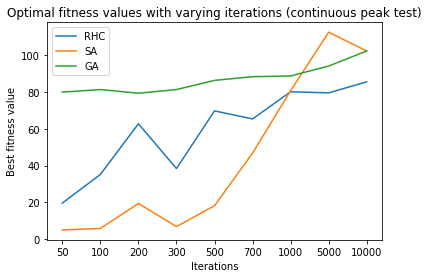 Optimal fitness values with varying iterations (continuous peak test)
RHC
SA
GA
Best fitness value
100
80
60
40
20
0
50 100 200 300 500 700 1000 5000 10000
Iterations